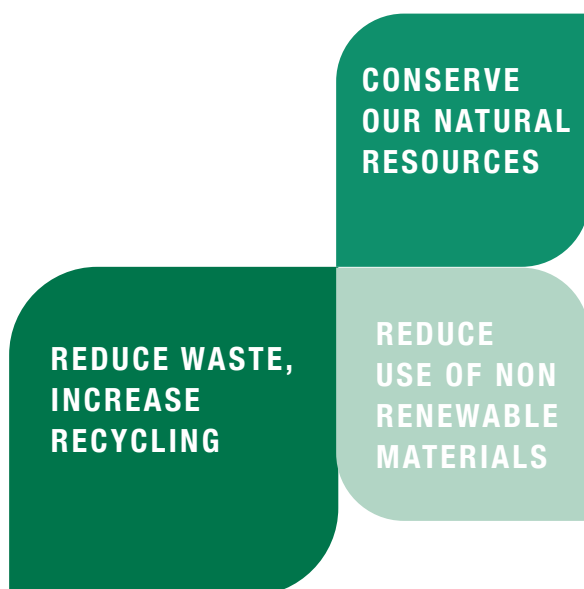 CONSERVE
OUR NATURAL
RESOURCES
REDUCE WASTE,
INCREASE
RECYCLING
REDUCE
USE OF NON
RENEWABLE
MATERIALS